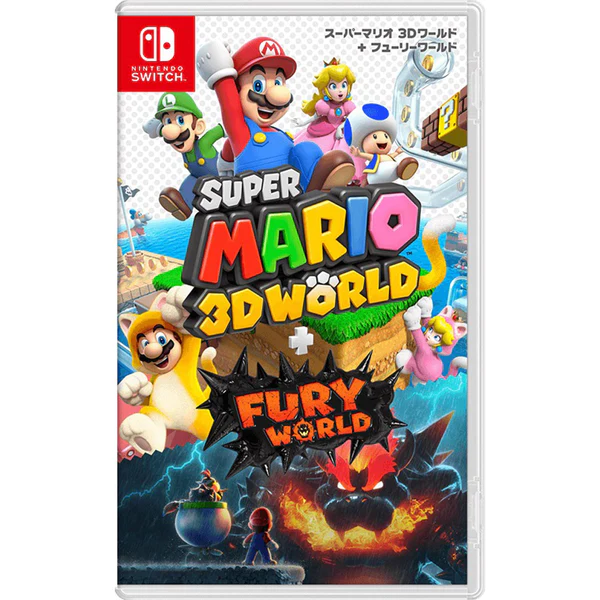 NINTENDO
SWITCH™
スーパーマリオ 3Dワールド
+ フューリーワールド
?
L
M
SUPER
MARIO
3D WORLD
+
FURY
WORLD